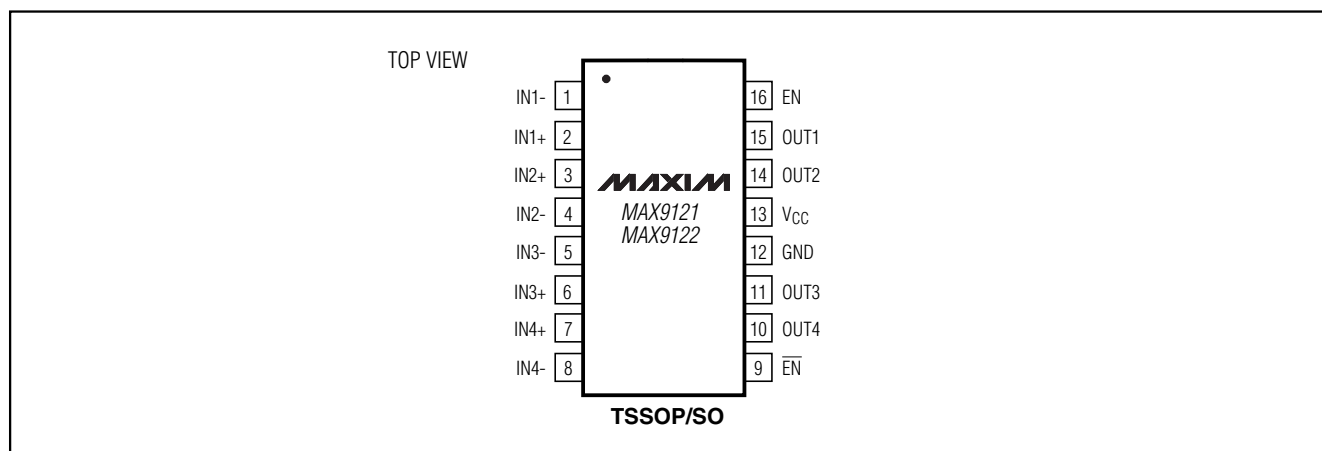 TOP VIEW
IN1- 1
IN1+ 2
IN2+ 3
IN2- 4
IN3- 5
IN3+ 6
IN4+ 7
IN4- 8
MAXIM
MAX9121
MAX9122
16 EN
15 OUT1
14 OUT2
13 VCC
12 GND
11 OUT3
10 OUT4
9 E̅N̅
TSSOP/SO